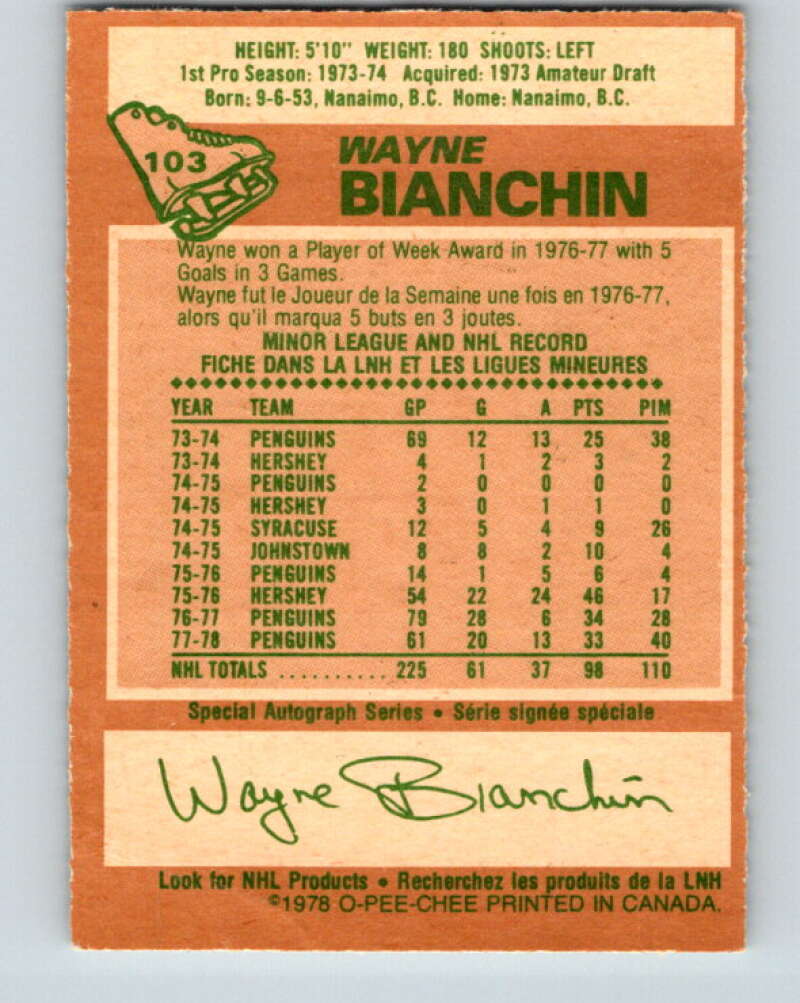 HEIGHT: 5'10" WEIGHT: 180 SHOOTS: LEFT
1st Pro Season: 1973-74 Acquired: 1973 Amateur Draft
Born: 9-6-53, Nanaimo, B.C. Home: Nanaimo, B.C.
103
WAYNE
BIANCHIN
Wayne won a Player of Week Award in 1976-77 with 5
Goals in 3 Games.
Wayne fut le Joueur de la Semaine une fois en 1976-77,
alors qu'il marqua 5 buts en 3 joutes.
MINOR LEAGUE AND NHL RECORD
FICHE DANS LA LNH ET LES LIGUES MINEURES
YEAR TEAM GP G A PTS PIM
73-74 PENGUINS 69 12 13 25 38
73-74 HERSHEY 4 1 2 3 2
74-75 PENGUINS 2 0 0 0 0
74-75 HERSHEY 3 0 1 1 0
74-75 SYRACUSE 12 5 4 9 26
74-75 JOHNSTOWN 8 8 2 10 4
75-76 PENGUINS 14 1 5 6 4
75-76 HERSHEY 54 22 24 46 17
76-77 PENGUINS 79 28 6 34 28
77-78 PENGUINS 61 20 13 33 40
NHL TOTALS .......... 225 61 37 98 110
Special Autograph Series • Série signée spéciale
Wayne Bianchin
Look for NHL Products • Recherchez les produits de la LNH
©1978 O-PEE-CHEE PRINTED IN CANADA.